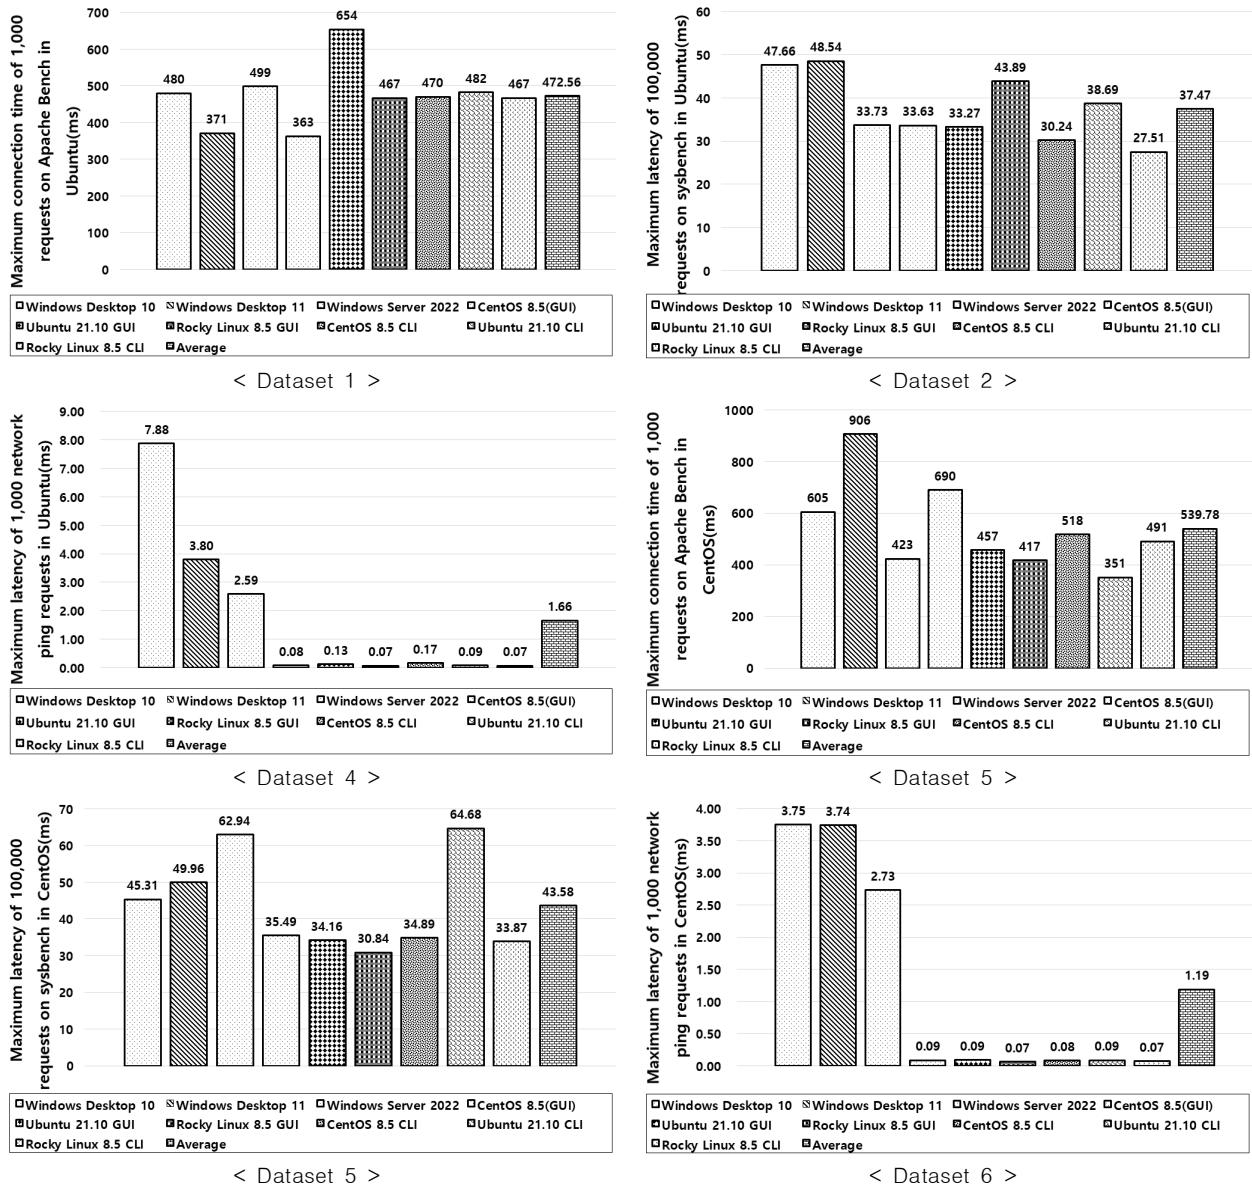 Maximum connection time of 1,000
requests on Apache Bench in
Ubuntu(ms)
700
600
500
400
300
200
100
0
480
371
499
363
654
467
470
482
467
472.56
□Windows Desktop 10 Windows Desktop 11 □Windows Server 2022 □CentOS 8.5(GUI)
Ubuntu 21.10 GUI Rocky Linux 8.5 GUI CentOS 8.5 CLI Ubuntu 21.10 CLI
Rocky Linux 8.5 CLI Average
< Dataset 1 >
Maximum latency of 100,000
requests on sysbench in Ubuntu(ms)
60
50
40
30
20
10
0
47.66
48.54
33.73
33.63
33.27
43.89
30.24
38.69
27.51
37.47
□Windows Desktop 10 Windows Desktop 11 □Windows Server 2022 □CentOS 8.5(GUI)
Ubuntu 21.10 GUI Rocky Linux 8.5 GUI CentOS 8.5 CLI Ubuntu 21.10 CLI
Rocky Linux 8.5 CLI Average
< Dataset 2 >
Maximum latency of 1,000 network
ping requests in Ubuntu(ms)
9.00
8.00
7.00
6.00
5.00
4.00
3.00
2.00
1.00
0.00
7.88
3.80
2.59
0.08
0.13
0.07
0.17
0.09
0.07
1.66
□Windows Desktop 10 Windows Desktop 11 □Windows Server 2022 □CentOS 8.5(GUI)
Ubuntu 21.10 GUI Rocky Linux 8.5 GUI CentOS 8.5 CLI Ubuntu 21.10 CLI
Rocky Linux 8.5 CLI Average
< Dataset 4 >
Maximum connection time of 1,000
requests on Apache Bench in
CentOS(ms)
1000
800
600
400
200
0
605
906
423
690
457
417
518
351
491
539.78
□Windows Desktop 10 Windows Desktop 11 □Windows Server 2022 □CentOS 8.5(GUI)
Ubuntu 21.10 GUI Rocky Linux 8.5 GUI CentOS 8.5 CLI Ubuntu 21.10 CLI
Rocky Linux 8.5 CLI Average
< Dataset 5 >
Maximum latency of 100,000
requests on sysbench in CentOS(ms)
70
60
50
40
30
20
10
0
45.31
49.96
62.94
35.49
34.16
30.84
34.89
64.68
33.87
43.58
□Windows Desktop 10 Windows Desktop 11 □Windows Server 2022 □CentOS 8.5(GUI)
Ubuntu 21.10 GUI Rocky Linux 8.5 GUI CentOS 8.5 CLI Ubuntu 21.10 CLI
Rocky Linux 8.5 CLI Average
< Dataset 5 >
Maximum latency of 1,000 network
ping requests in CentOS(ms)
4.00
3.50
3.00
2.50
2.00
1.50
1.00
0.50
0.00
3.75
3.74
2.73
0.09
0.09
0.07
0.08
0.09
0.07
1.19
□Windows Desktop 10 Windows Desktop 11 □Windows Server 2022 □CentOS 8.5(GUI)
Ubuntu 21.10 GUI Rocky Linux 8.5 GUI CentOS 8.5 CLI Ubuntu 21.10 CLI
Rocky Linux 8.5 CLI Average
< Dataset 6 >